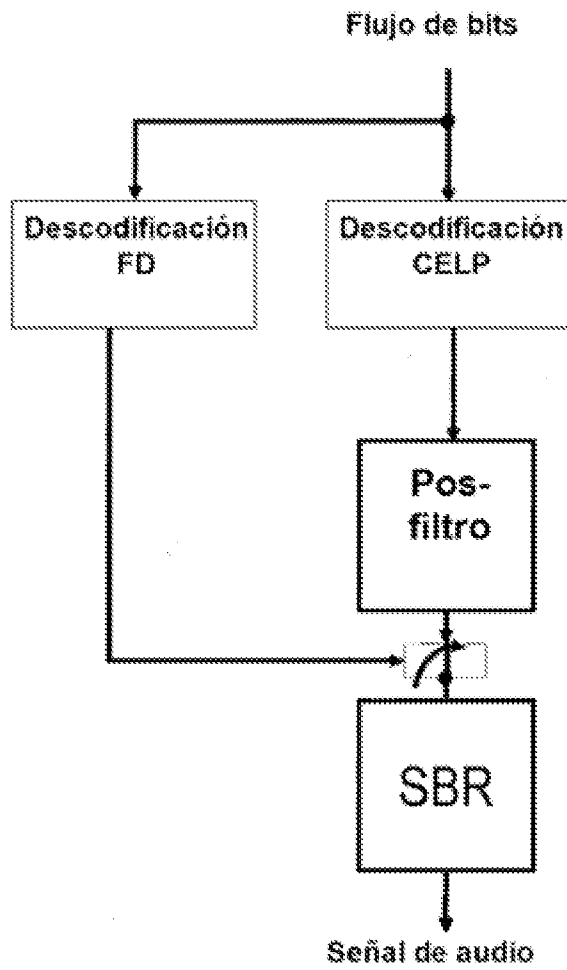 Flujo de bits
Descodificación
FD
Descodificación
CELP
Pos-
filtro
SBR
Señal de audio